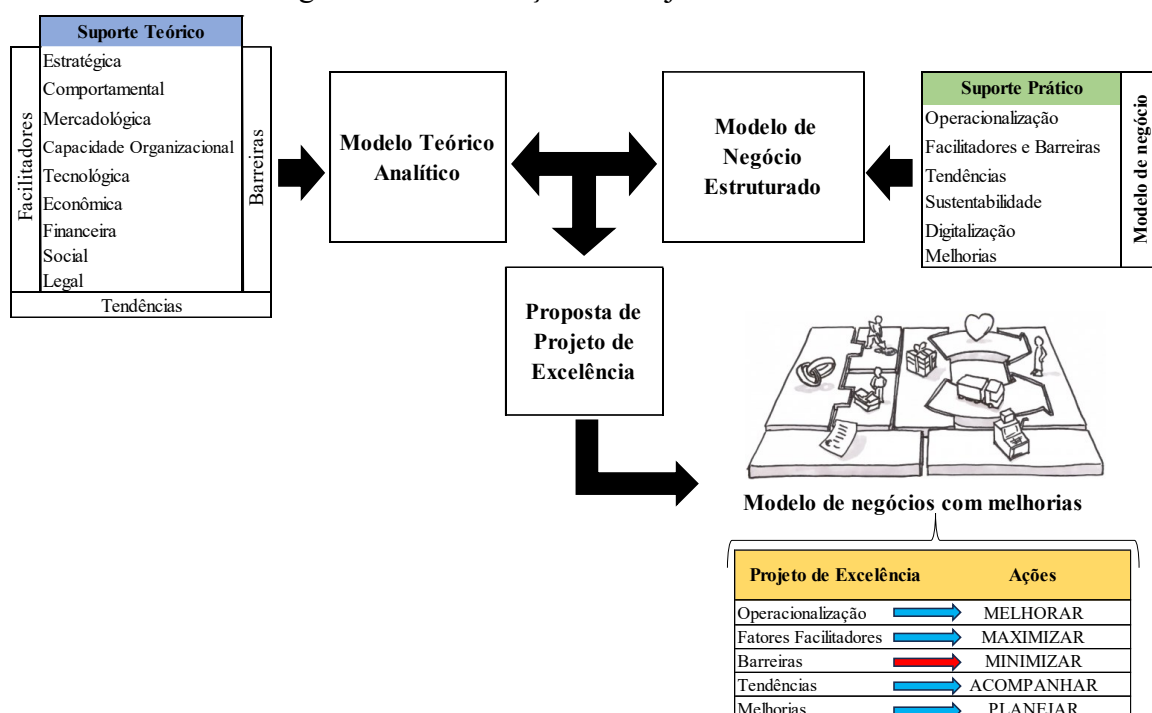 Suporte Teórico
Facilitadores
Estratégica
Comportamental
Mercadológica
Capacidade Organizacional
Tecnológica
Econômica
Financeira
Social
Legal
Barreiras
Tendências
Modelo Teórico
Analítico
Modelo de
Negócio
Estruturado
Suporte Prático
Operacionalização
Facilitadores e Barreiras
Tendências
Sustentabilidade
Digitalização
Melhorias
Modelo de negócio
Proposta de
Projeto de
Excelência
Modelo de negócios com melhorias
Projeto de Excelência Ações
Operacionalização MELHORAR
Fatores Facilitadores MAXIMIZAR
Barreiras MINIMIZAR
Tendências ACOMPANHAR
Melhorias PLANEJAR